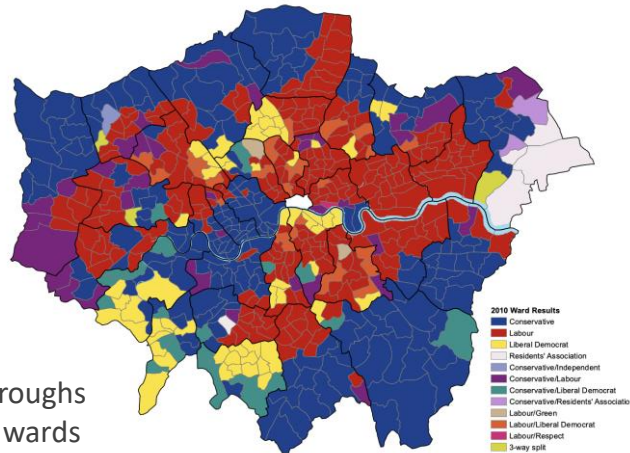 2010 Ward Results
Conservative
Labour
Liberal Democrat
Residents' Association
Conservative/Independent
Conservative/Labour
Conservative/Liberal Democrat
Conservative/Residents' Associatio
Labour/Green
Labour/Liberal Democrat
Labour/Respect
3-way split
roughs
wards